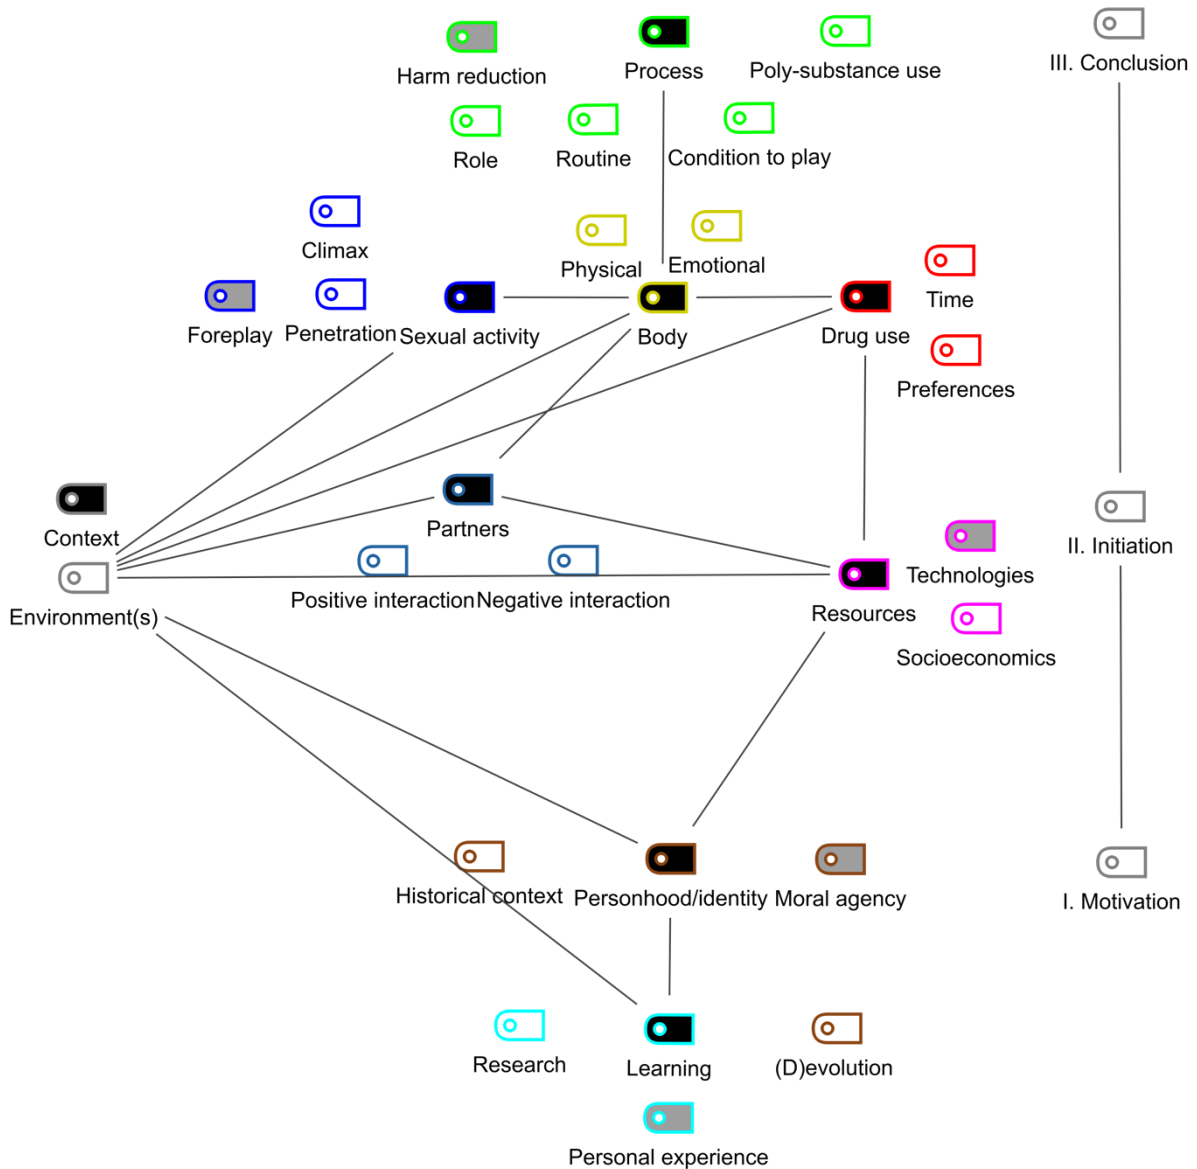 Harm reduction
Process
Poly-substance use
III. Conclusion
Role
Routine
Condition to play
Climax
Physical
Emotional
Foreplay
Penetration
Sexual activity
Body
Drug use
Time
Preferences
Context
Partners
II. Initiation
Environment(s)
Positive interaction
Negative interaction
Resources
Technologies
Socioeconomics
Historical context
Personhood/identity
Moral agency
I. Motivation
Research
Learning
(D)evolution
Personal experience